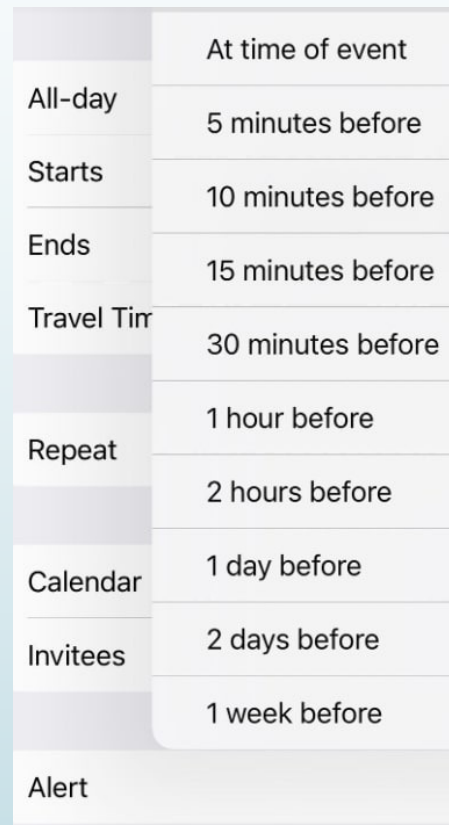 At time of event
All-day
5 minutes before
Starts
10 minutes before
Ends
15 minutes before
Travel Tim
30 minutes before
1 hour before
Repeat
2 hours before
Calendar
1 day before
Invitees
2 days before
1 week before
Alert